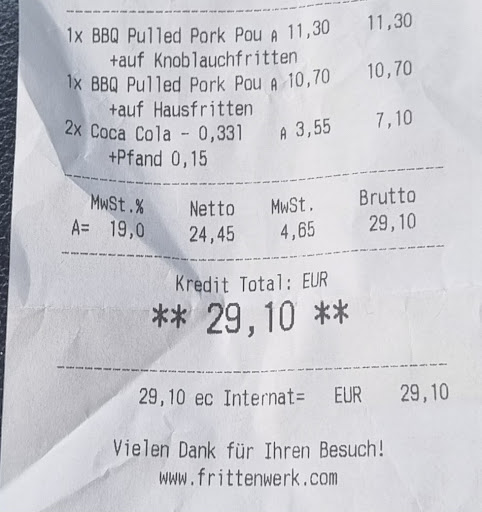 1x BBQ Pulled Pork Pou A 11,30 11,30
+auf Knoblauchfritten
1x BBQ Pulled Pork Pou A 10,70 10,70
+auf Hausfritten
2x Coca Cola - 0,33l A 3,55 7,10
+Pfand 0,15
MwSt.% Netto MwSt. Brutto
A= 19,0 24,45 4,65 29,10
Kredit Total: EUR
** 29,10 **
29,10 ec Internat= EUR 29,10
Vielen Dank für Ihren Besuch!
www.frittenwerk.com